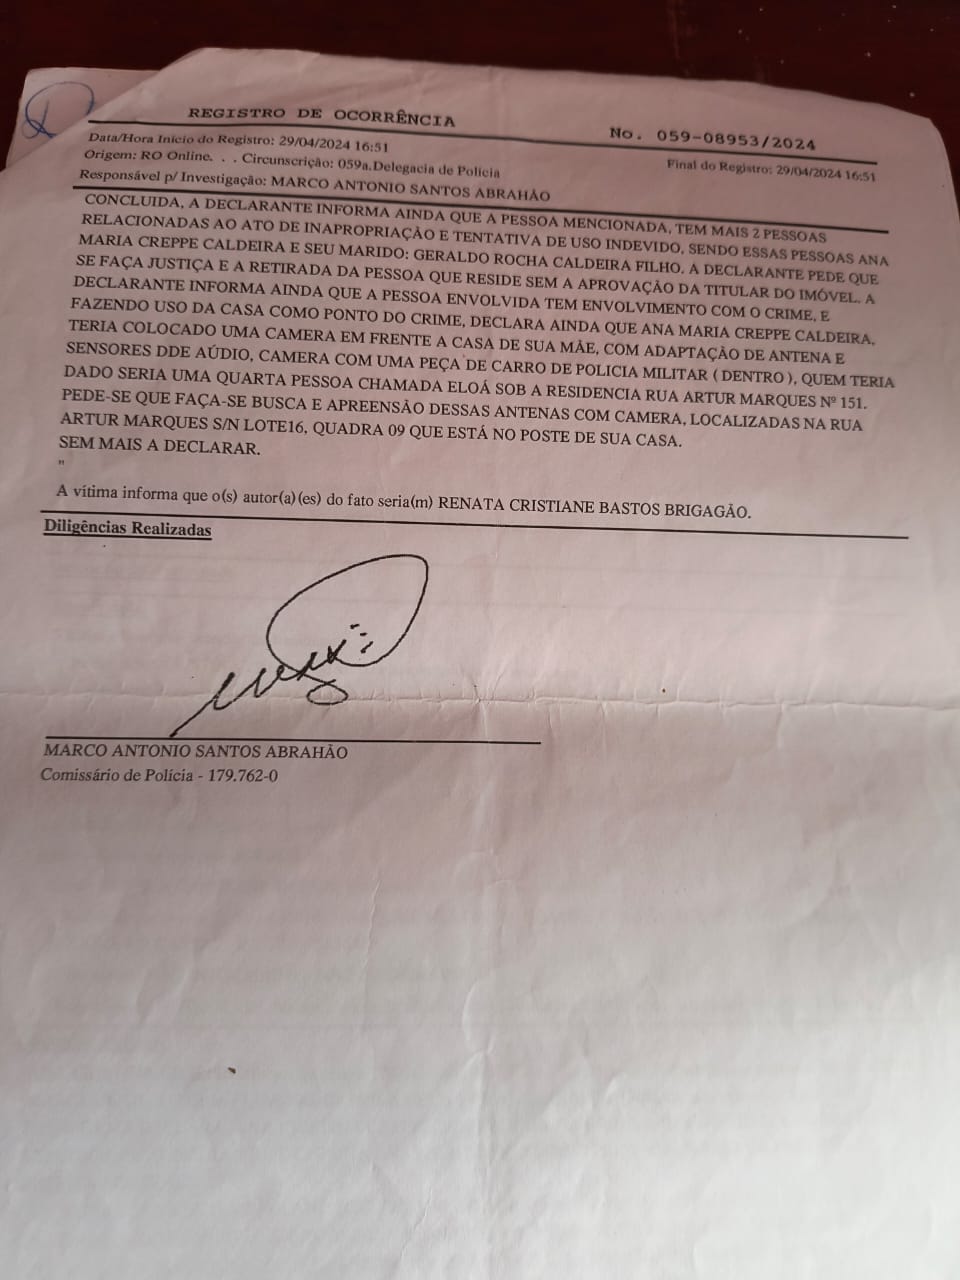 REGISTRO DE OCORRÊNCIA
No. 059-08953/2024
Data/Hora Início do Registro: 29/04/2024 16:51
Final do Registro: 29/04/2024 16:51
Origem: RO Online. . . Circunscrição: 059a.Delegacia de Polícia
Responsável p/ Investigação: MARCO ANTONIO SANTOS ABRAHÃO
CONCLUIDA, A DECLARANTE INFORMA AINDA QUE A PESSOA MENCIONADA, TEM MAIS 2 PESSOAS
RELACIONADAS AO ATO DE INAPROPRIAÇÃO E TENTATIVA DE USO INDEVIDO, SENDO ESSAS PESSOAS ANA
MARIA CREPPE CALDEIRA E SEU MARIDO: GERALDO ROCHA CALDEIRA FILHO. A DECLARANTE PEDE QUE
SE FAÇA JUSTIÇA E A RETIRADA DA PESSOA QUE RESIDE SEM A APROVAÇÃO DA TITULAR DO IMÓVEL. A
DECLARANTE INFORMA AINDA QUE A PESSOA ENVOLVIDA TEM ENVOLVIMENTO COM O CRIME, E
FAZENDO USO DA CASA COMO PONTO DO CRIME, DECLARA AINDA QUE ANA MARIA CREPPE CALDEIRA,
TERIA COLOCADO UMA CAMERA EM FRENTE A CASA DE SUA MÃE, COM ADAPTAÇÃO DE ANTENA E
SENSORES DDE AÚDIO, CAMERA COM UMA PEÇA DE CARRO DE POLICIA MILITAR ( DENTRO ), QUEM TERIA
DADO SERIA UMA QUARTA PESSOA CHAMADA ELOÁ SOB A RESIDENCIA RUA ARTUR MARQUES Nº 151.
PEDE-SE QUE FAÇA-SE BUSCA E APREENSÃO DESSAS ANTENAS COM CAMERA, LOCALIZADAS NA RUA
ARTUR MARQUES S/N LOTE16, QUADRA 09 QUE ESTÁ NO POSTE DE SUA CASA.
SEM MAIS A DECLARAR.
"
A vítima informa que o(s) autor(a)(es) do fato seria(m) RENATA CRISTIANE BASTOS BRIGAGÃO.
Diligências Realizadas
MARCO ANTONIO SANTOS ABRAHÃO
Comissário de Polícia - 179.762-0